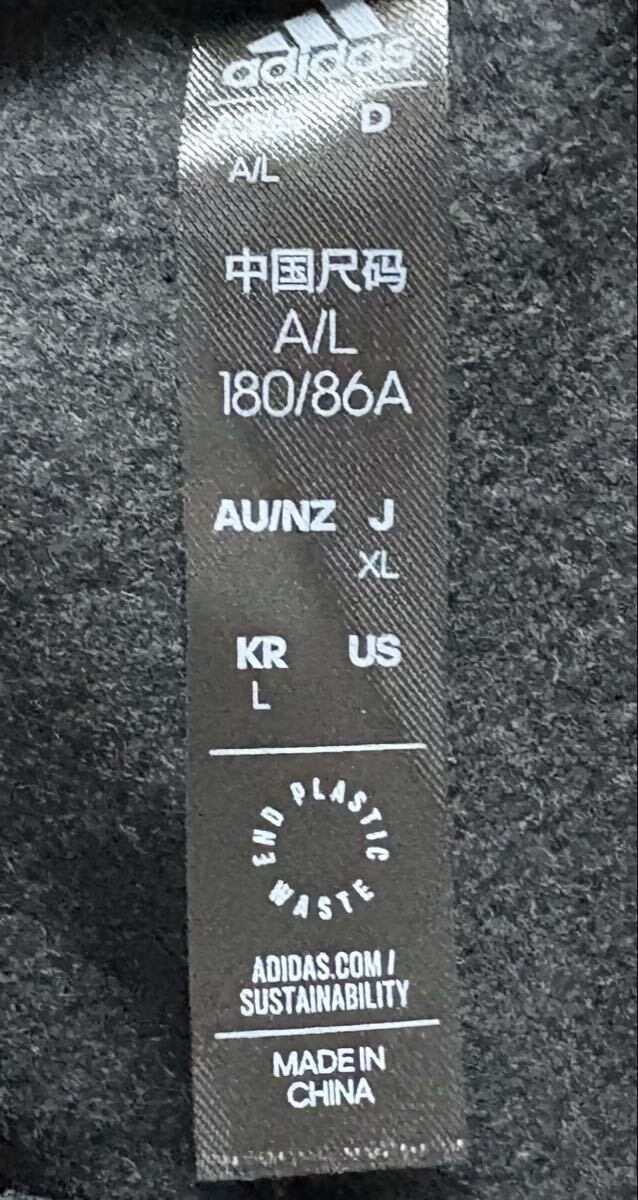 adidas
D
A/L
中国尺码
A/L
180/86A
AU/NZ J
XL
KR US
L
END PLASTIC WASTE
ADIDAS.COM /
SUSTAINABILITY
MADE IN
CHINA